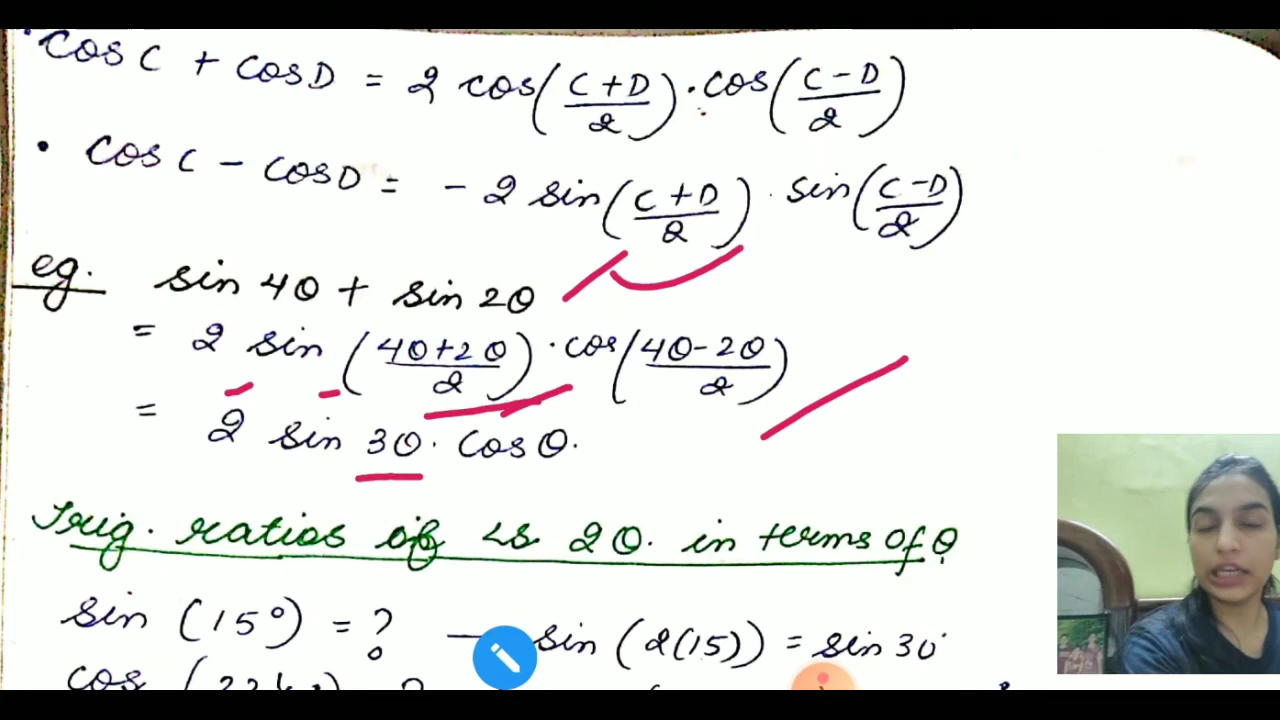 • cos C + cos D = 2 cos(C+D/2)·cos(C-D/2)
• cos C - cos D = - 2 sin(C+D/2)· sin(C-D/2)
eg. sin 4θ + sin 2θ
= 2 sin (4θ+2θ/2)·cos(4θ-2θ/2)
= 2 sin 3θ· cos θ.
Trig. ratios of ∠s 2θ. in terms of θ.
sin (15°) = ? — sin (2(15)) = sin 30°
cos